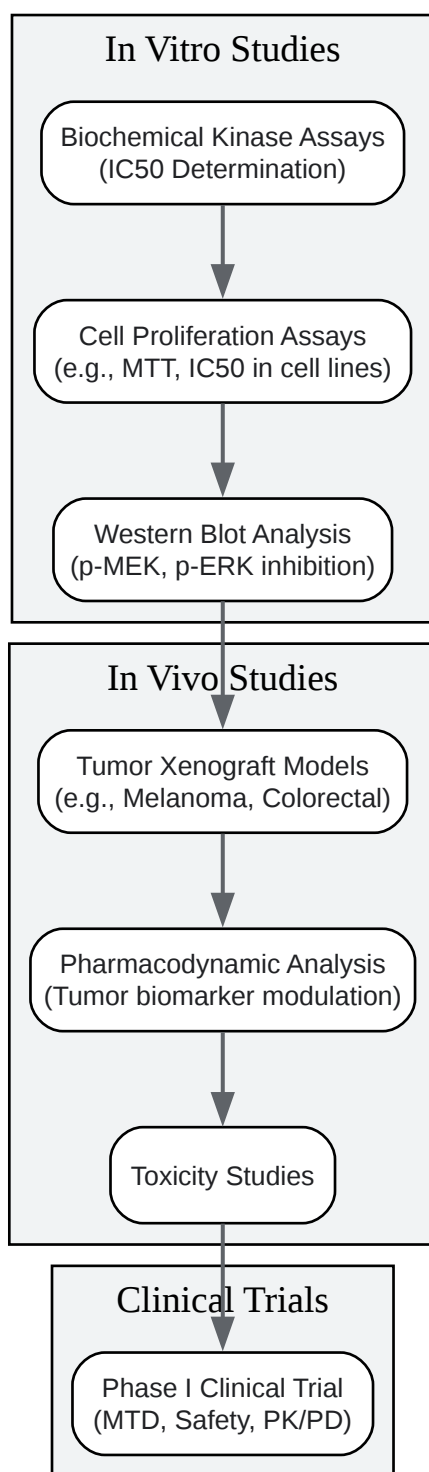 In Vitro Studies
Biochemical Kinase Assays
(IC50 Determination)
Cell Proliferation Assays
(e.g., MTT, IC50 in cell lines)
Western Blot Analysis
(p-MEK, p-ERK inhibition)
In Vivo Studies
Tumor Xenograft Models
(e.g., Melanoma, Colorectal)
Pharmacodynamic Analysis
(Tumor biomarker modulation)
Toxicity Studies
Clinical Trials
Phase I Clinical Trial
(MTD, Safety, PK/PD)